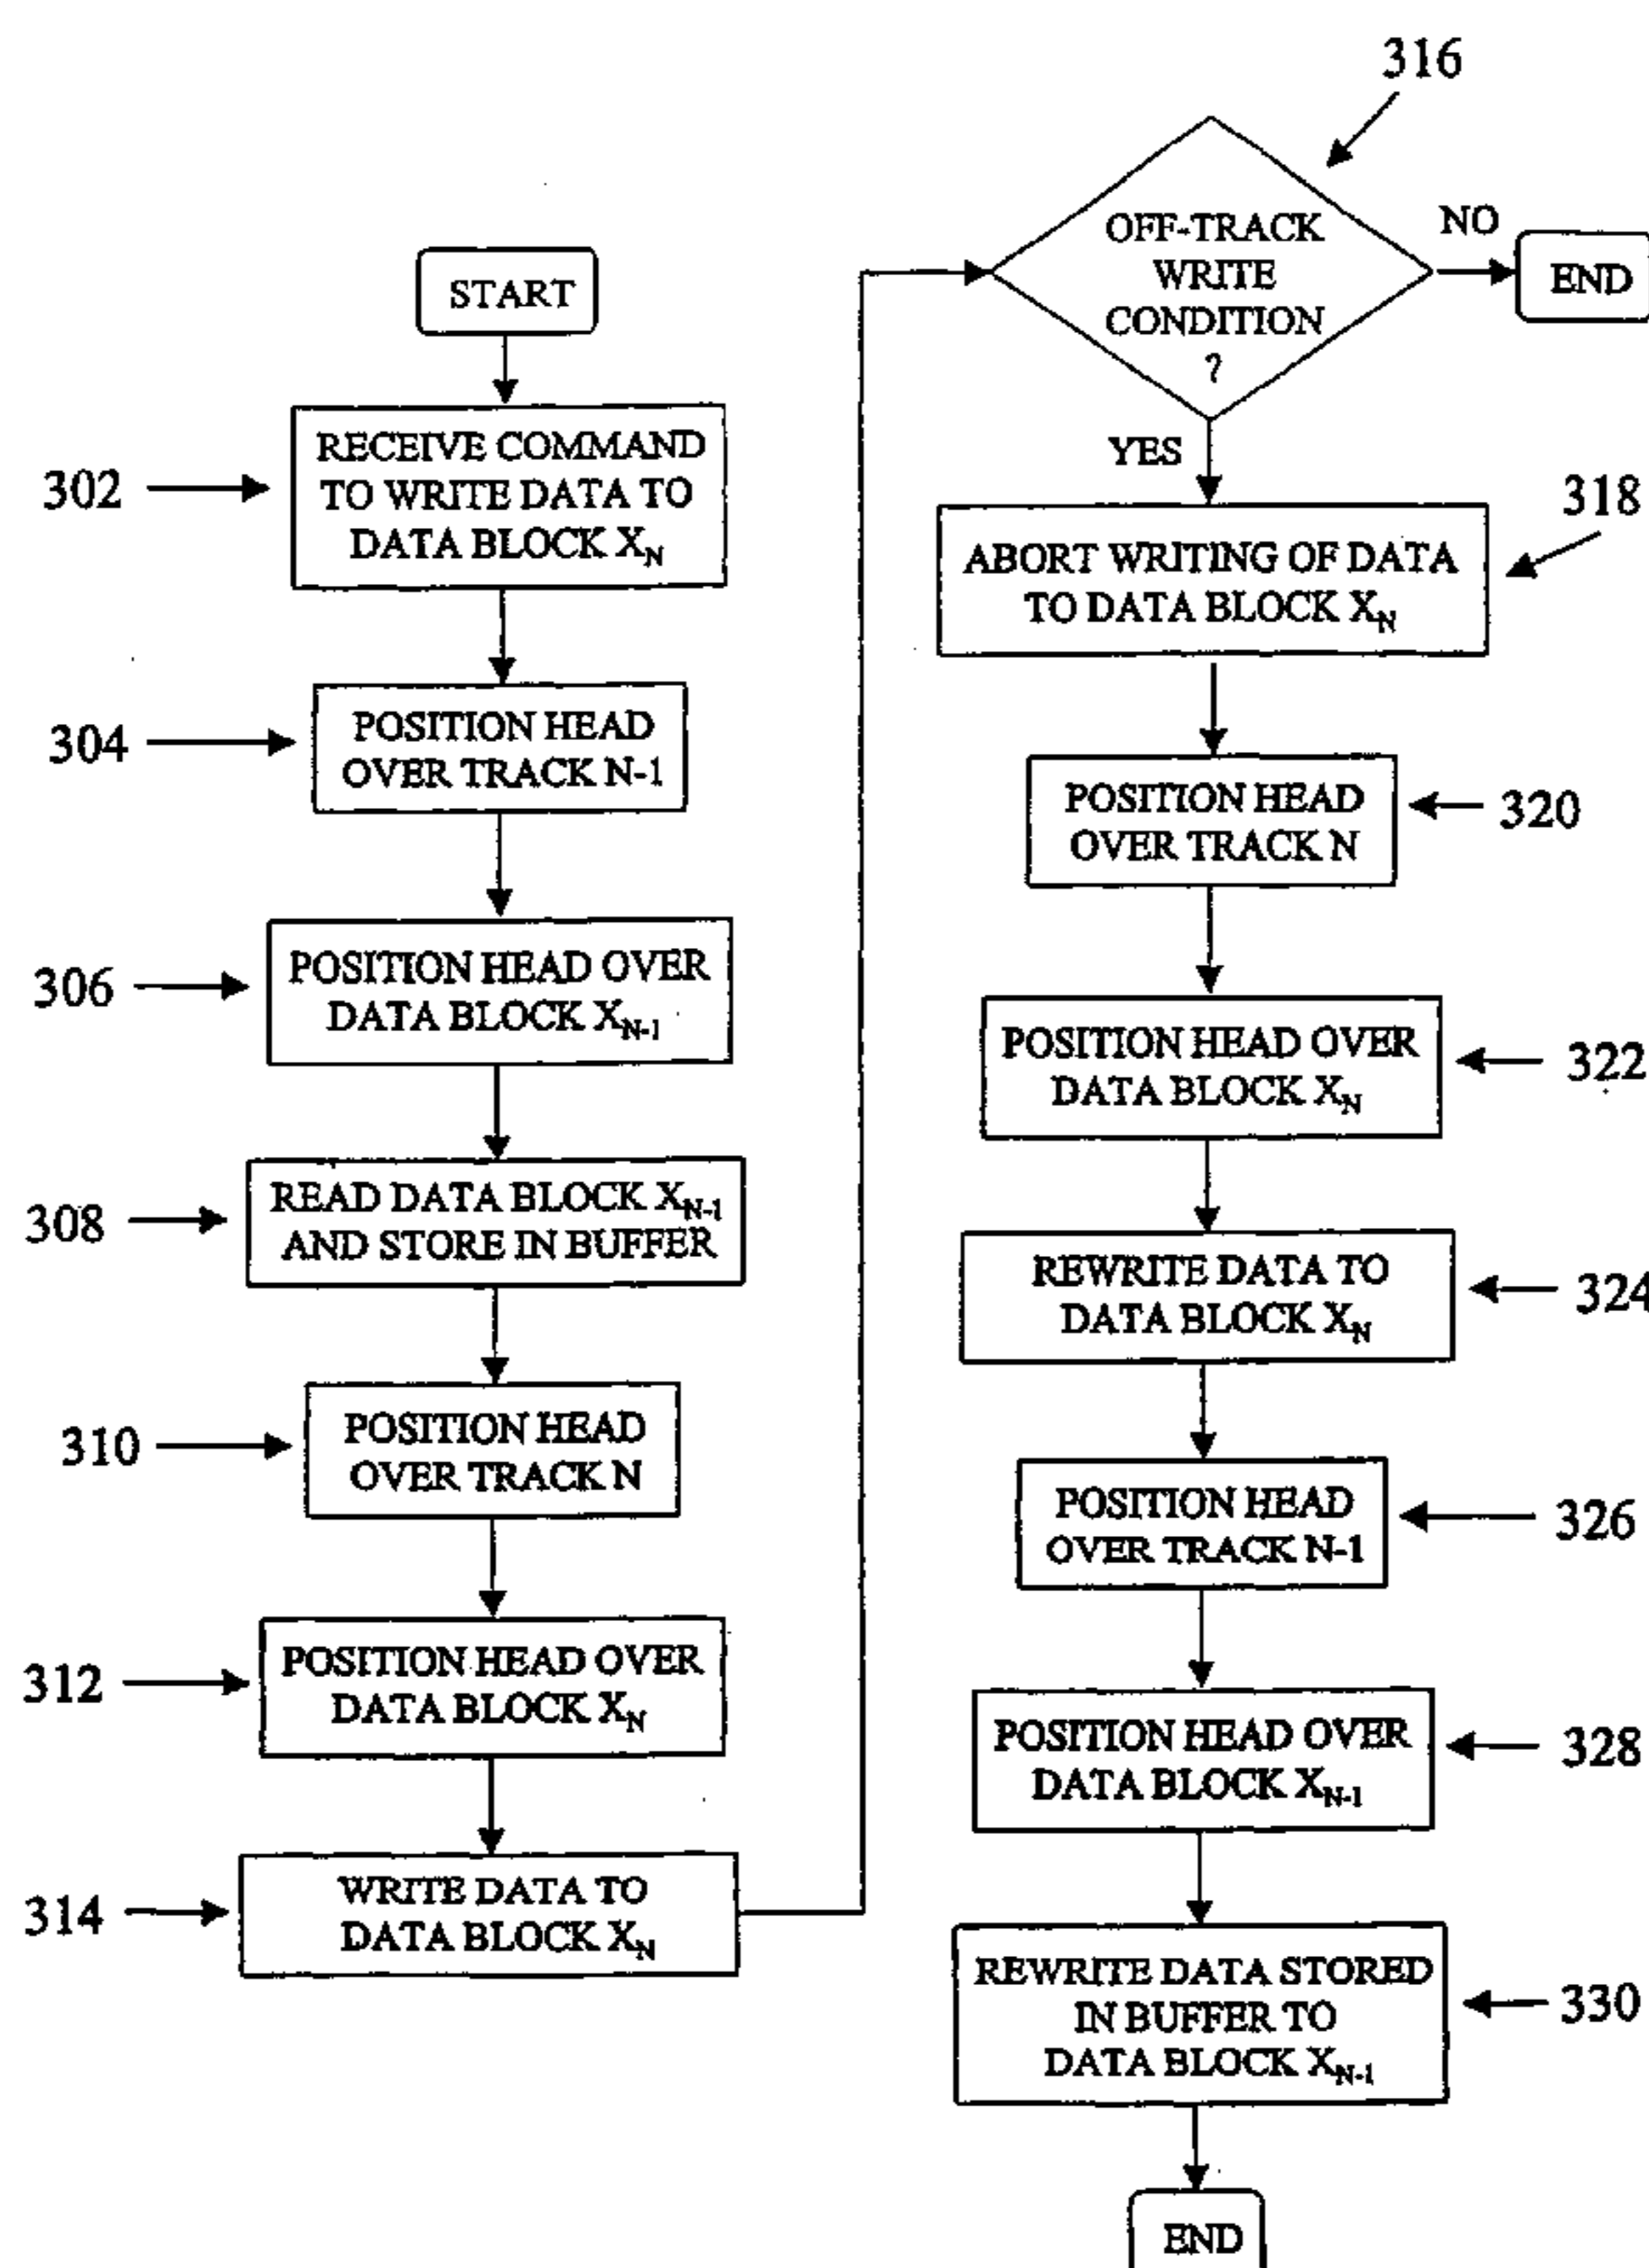 START
302
RECEIVE COMMAND
TO WRITE DATA TO
DATA BLOCK X_N
304
POSITION HEAD
OVER TRACK N-1
306
POSITION HEAD OVER
DATA BLOCK X_N-1
308
READ DATA BLOCK X_N-1
AND STORE IN BUFFER
310
POSITION HEAD
OVER TRACK N
312
POSITION HEAD OVER
DATA BLOCK X_N
314
WRITE DATA TO
DATA BLOCK X_N
316
OFF-TRACK
WRITE
CONDITION
?
NO
END
YES
318
ABORT WRITING OF DATA
TO DATA BLOCK X_N
POSITION HEAD
OVER TRACK N
320
POSITION HEAD OVER
DATA BLOCK X_N
322
REWRITE DATA TO
DATA BLOCK X_N
324
POSITION HEAD
OVER TRACK N-1
326
POSITION HEAD OVER
DATA BLOCK X_N-1
328
REWRITE DATA STORED
IN BUFFER TO
DATA BLOCK X_N-1
330
END